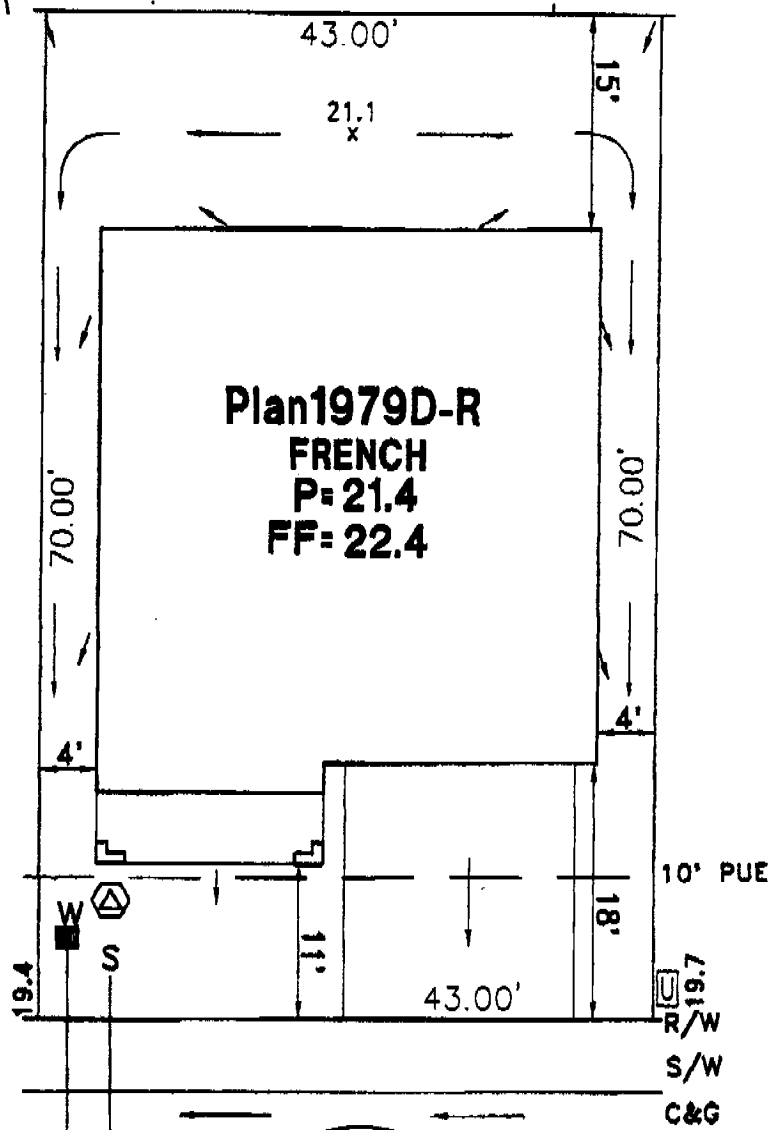 43.00'
15'
21.1
x
Plan1979D-R
FRENCH
P= 21.4
FF= 22.4
70.00'
70.00'
4'
4'
10' PUE
W
S
11'
18'
19.4
43.00'
U
19.7
R/W
S/W
C&G